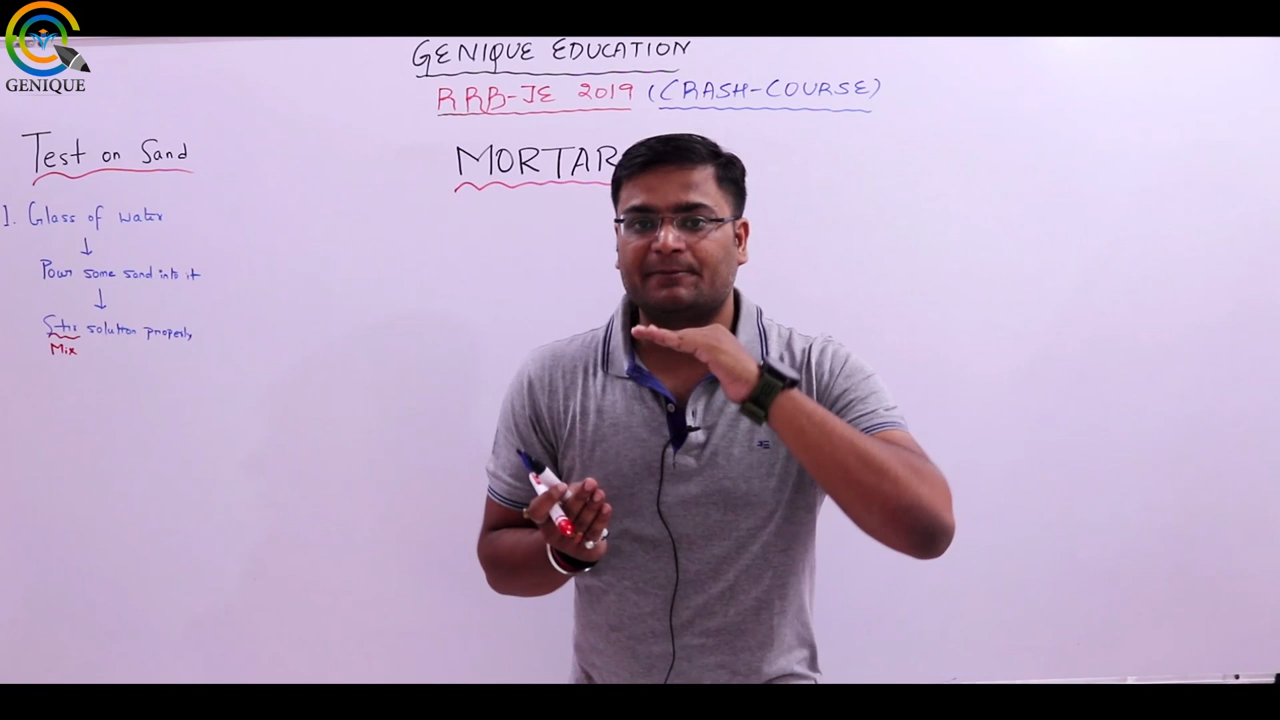 GENIQUE
GENIQUE EDUCATION
RRB-JE 2019 (CRASH-COURSE)
MORTAR
Test on Sand
1. Glass of water
↓
Pour some sand into it
↓
Stir solution properly
Mix